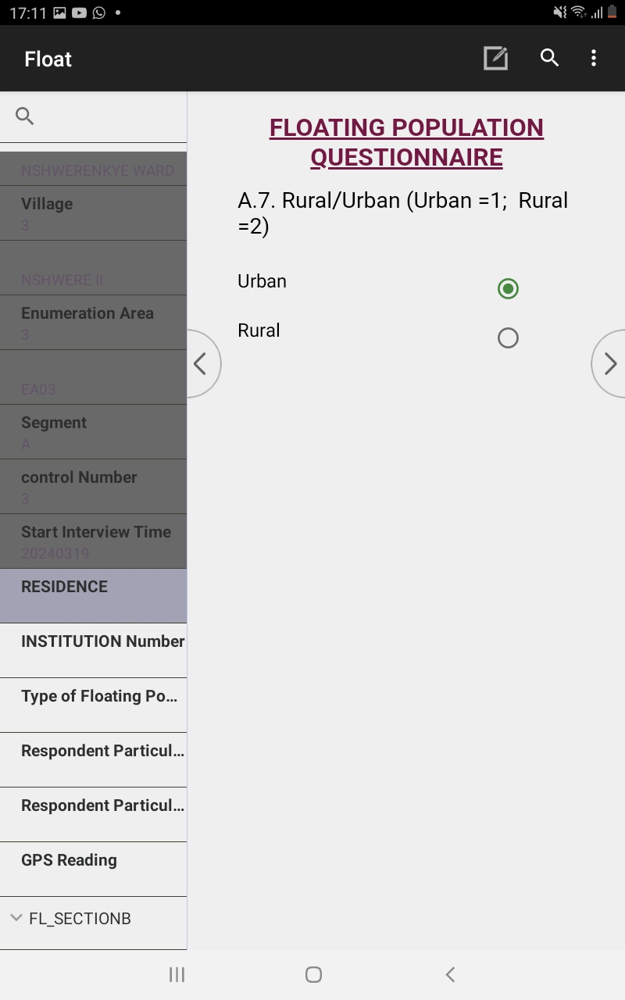 17:11
Float
FLOATING POPULATION
QUESTIONNAIRE
A.7. Rural/Urban (Urban =1;  Rural
=2)
Urban
Rural
NSHWERENKYE WARD
Village
3
NSHWERE II
Enumeration Area
3
EA03
Segment
A
control Number
3
Start Interview Time
20240319
RESIDENCE
INSTITUTION Number
Type of Floating Po...
Respondent Particul...
Respondent Particul...
GPS Reading
FL_SECTIONB